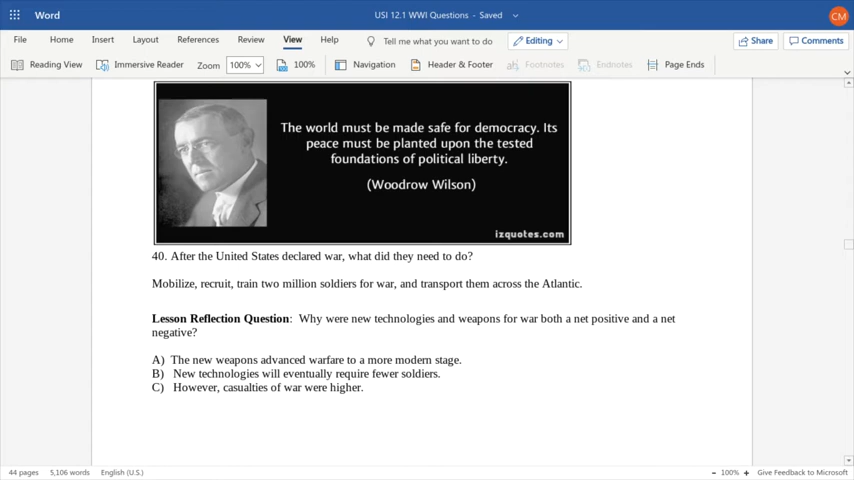 Word
USI 12.1 WWI Questions - Saved
CM
File Home Insert Layout References Review View Help Tell me what you want to do Editing Share Comments
Reading View Immersive Reader Zoom 100% 100% Navigation Header & Footer Footnotes Endnotes Page Ends
The world must be made safe for democracy. Its
peace must be planted upon the tested
foundations of political liberty.
(Woodrow Wilson)
izquotes.com
40. After the United States declared war, what did they need to do?
Mobilize, recruit, train two million soldiers for war, and transport them across the Atlantic.
Lesson Reflection Question: Why were new technologies and weapons for war both a net positive and a net
negative?
A) The new weapons advanced warfare to a more modern stage.
B) New technologies will eventually require fewer soldiers.
C) However, casualties of war were higher.
44 pages 5,106 words English (U.S.) - 100% + Give Feedback to Microsoft